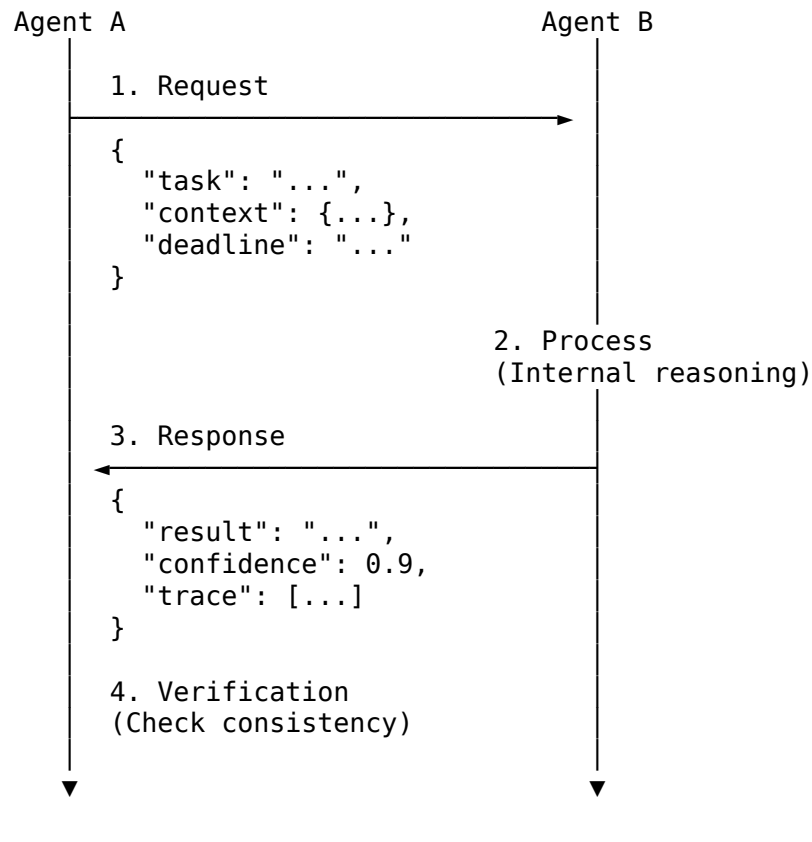 Agent A Agent B
1. Request
{
"task": "...",
"context": {...},
"deadline": "..."
}
2. Process
(Internal reasoning)
3. Response
{
"result": "...",
"confidence": 0.9,
"trace": [...]
}
4. Verification
(Check consistency)